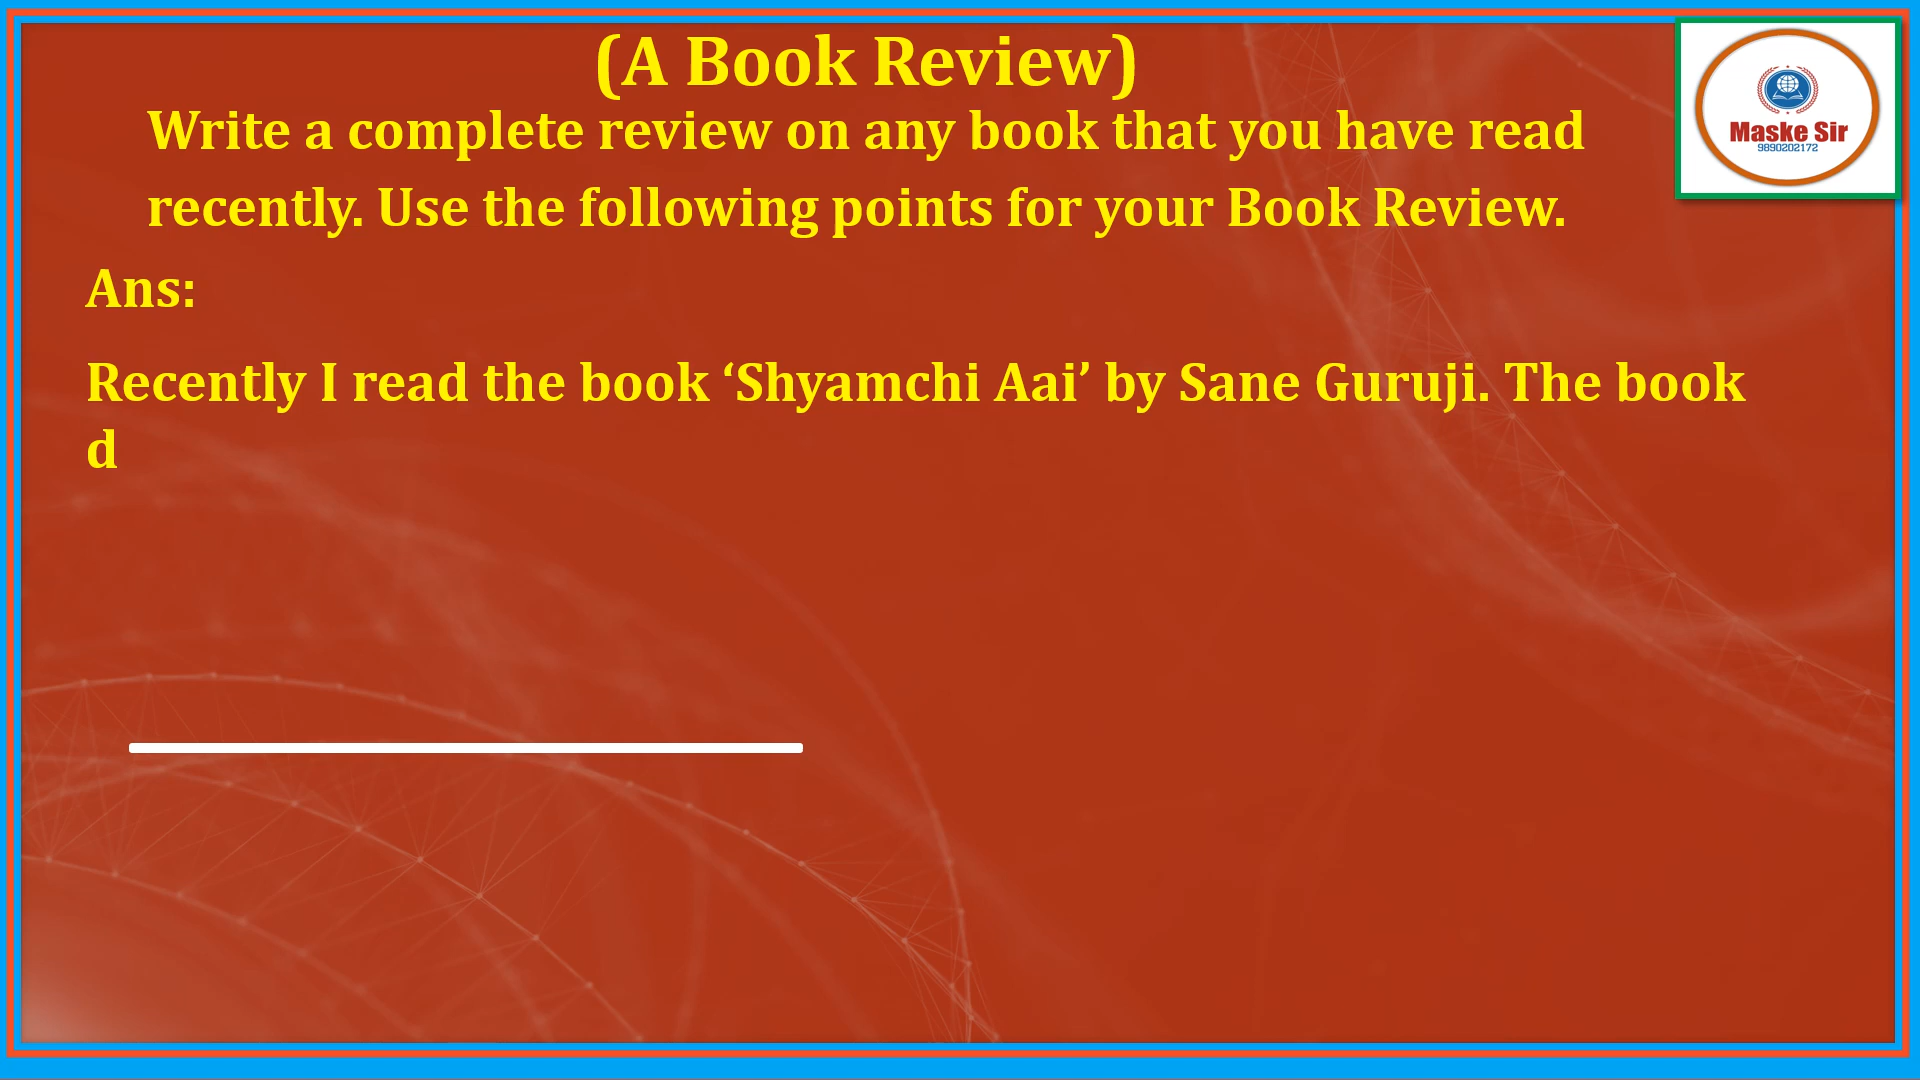 (A Book Review)
Write a complete review on any book that you have read
recently. Use the following points for your Book Review.
Ans:
Recently I read the book ‘Shyamchi Aai’ by Sane Guruji. The book
d
Maske Sir
9890202172